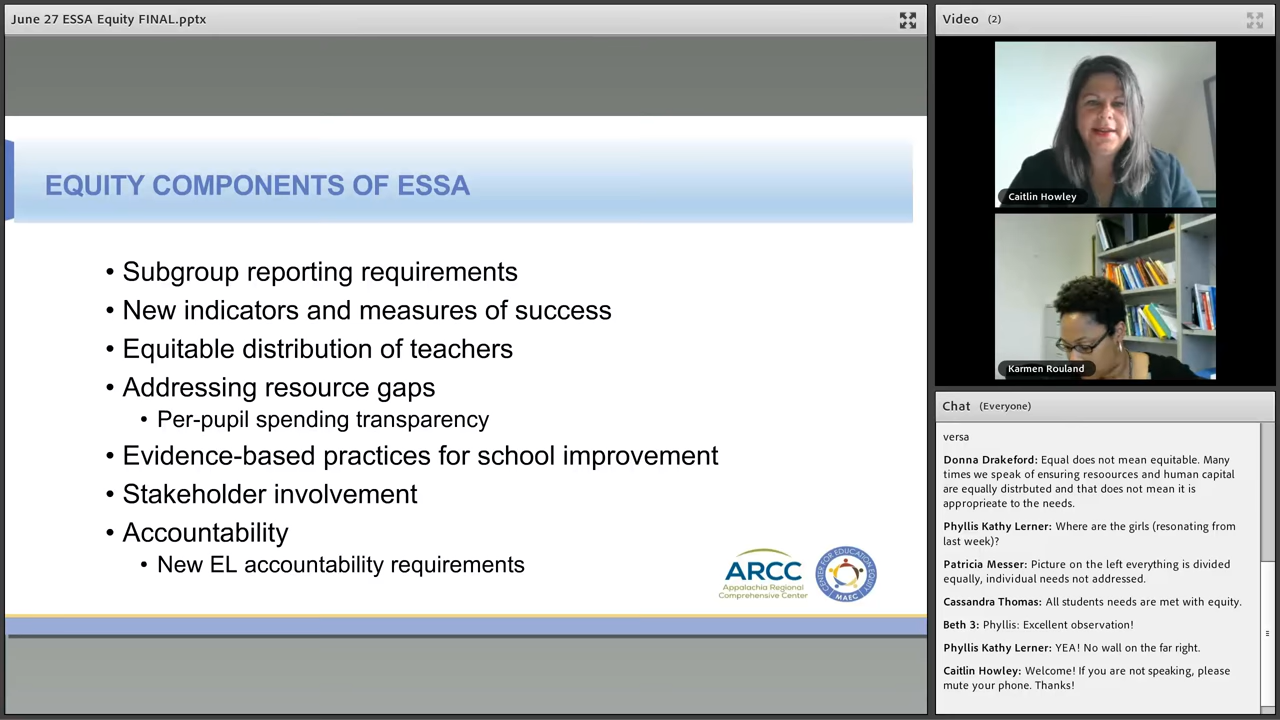 June 27 ESSA Equity FINAL.pptx
EQUITY COMPONENTS OF ESSA
• Subgroup reporting requirements
• New indicators and measures of success
• Equitable distribution of teachers
• Addressing resource gaps
• Per-pupil spending transparency
• Evidence-based practices for school improvement
• Stakeholder involvement
• Accountability
• New EL accountability requirements
ARCC
Appalachia Regional
Comprehensive Center
CENTER FOR EDUCATION EQUITY
MAEC
Video (2)
Caitlin Howley
Karmen Rouland
Chat (Everyone)
versa
Donna Drakeford: Equal does not mean equitable. Many
times we speak of ensuring resoources and human capital
are equally distrbuted and that does not mean it is
approprieate to the needs.
Phyllis Kathy Lerner: Where are the girls (resonating from
last week)?
Patricia Messer: Picture on the left everything is divided
equally, individual needs not addressed.
Cassandra Thomas: All students needs are met with equity.
Beth 3: Phyllis: Excellent observation!
Phyllis Kathy Lerner: YEA! No wall on the far right.
Caitlin Howley: Welcome! If you are not speaking, please
mute your phone. Thanks!